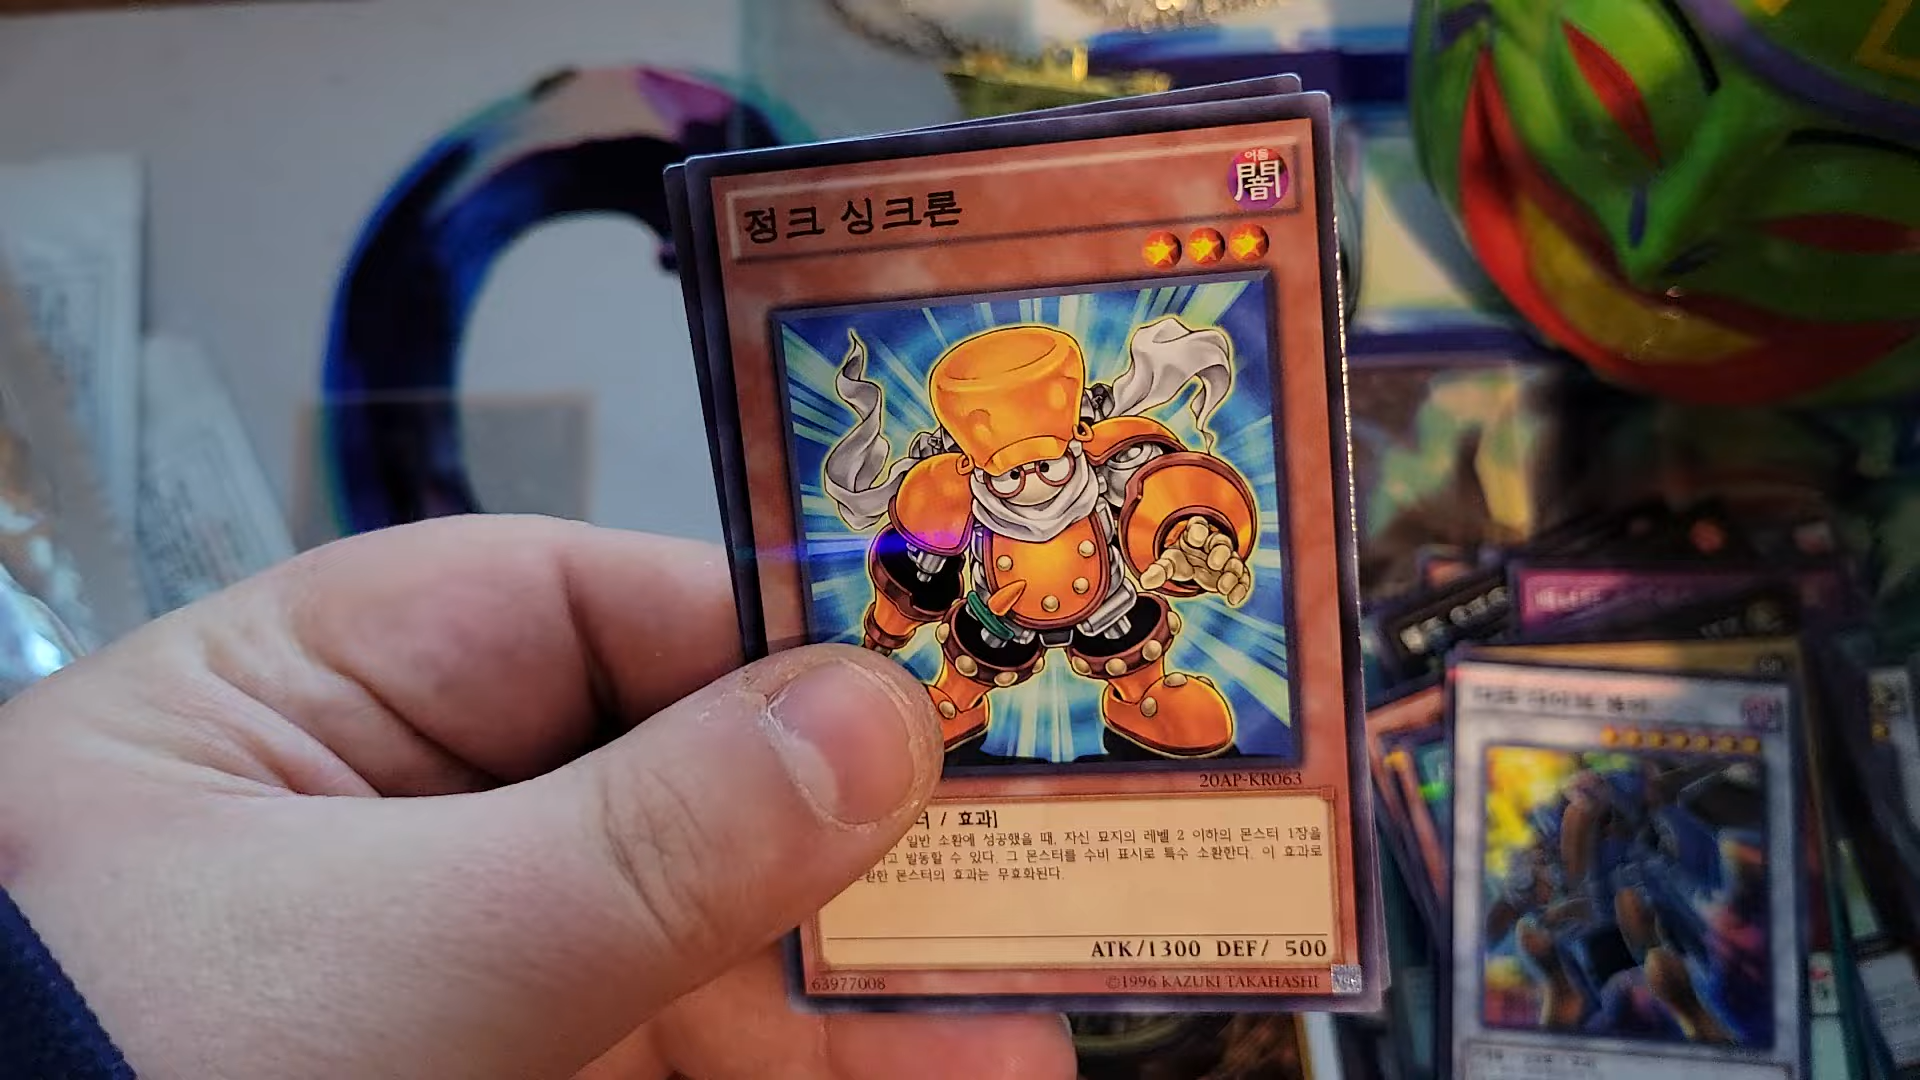 정크 싱크론
어둠
闇
20AP-KR063
터 / 효과]
일반 소환에 성공했을 때, 자신 묘지의 레벨 2 이하의 몬스터 1장을
발동할 수 있다. 그 몬스터를 수비 표시로 특수 소환한다. 이 효과로
소환한 몬스터의 효과는 무효화된다.
ATK/1300 DEF/ 500
63977008
©1996 KAZUKI TAKAHASHI